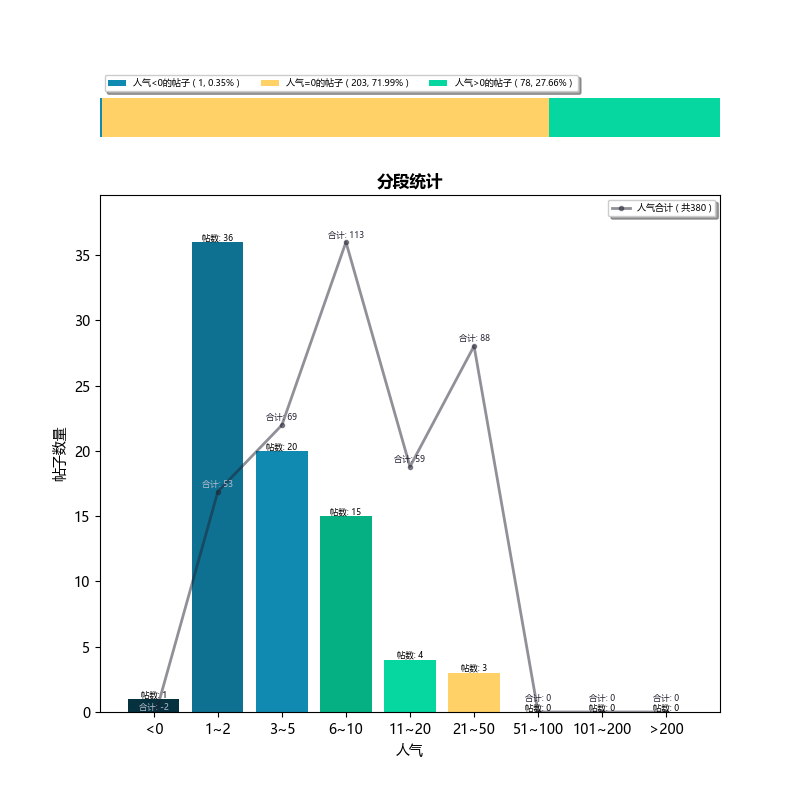 人气<0的帖子 ( 1, 0.35% ) 人气=0的帖子 ( 203, 71.99% ) 人气>0的帖子 ( 78, 27.66% )
分段统计
人气合计 ( 共380 )
合计: 113
帖数: 36
35
合计: 88
30
25
合计: 69
帖数: 20
20
合计: 59
合计: 53
帖子数量
帖数: 15
15
10
5
帖数: 4
帖数: 3
帖数: 1
合计: 0 合计: 0 合计: 0
合计: -2
帖数: 0 帖数: 0 帖数: 0
0
<0 1~2 3~5 6~10 11~20 21~50 51~100 101~200 >200
人气